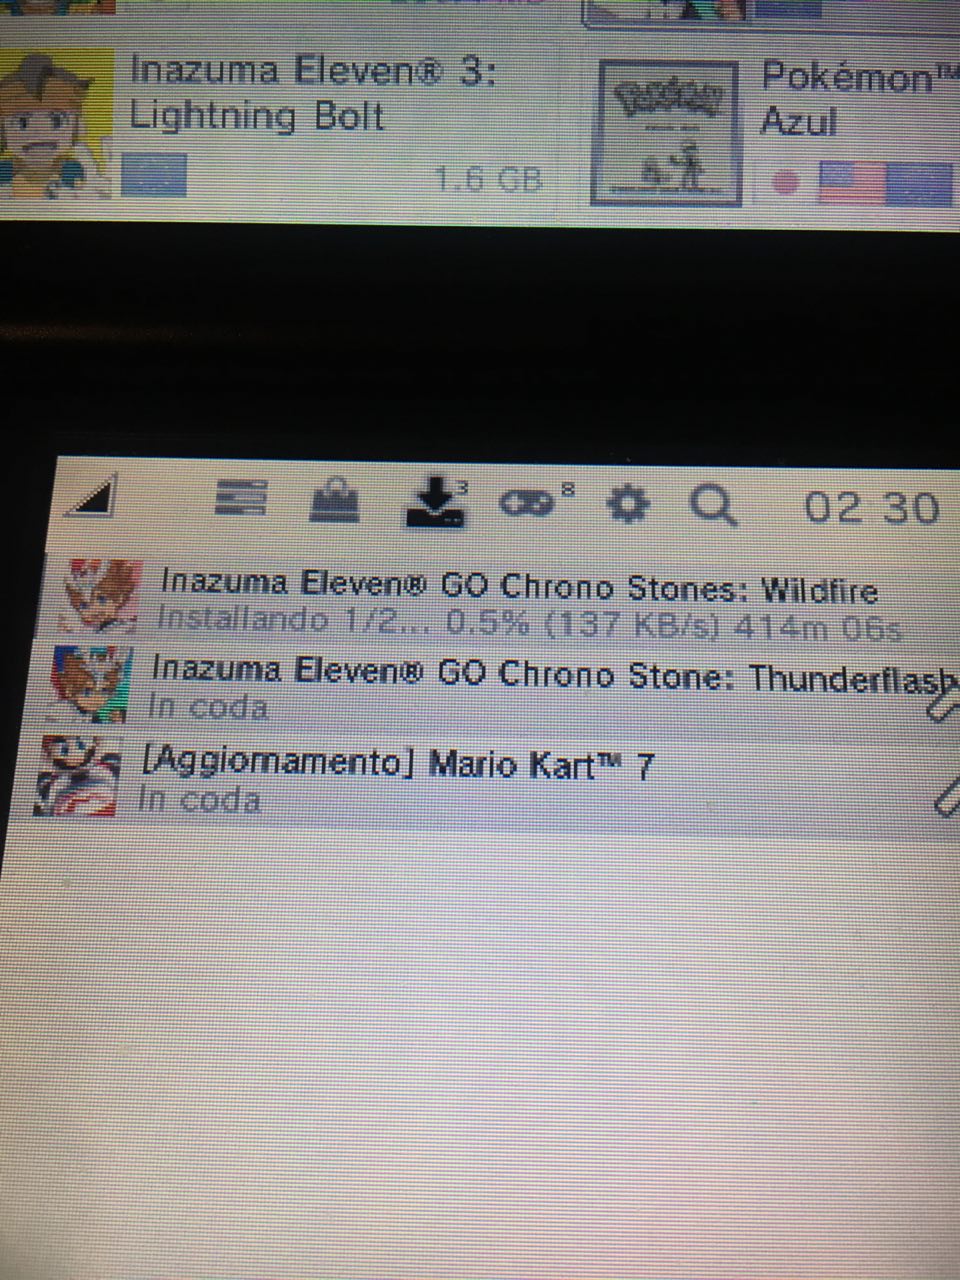 Inazuma Eleven® 3:
Lightning Bolt
1.6 GB
Pokémon™
Azul
3
8
02 30
Inazuma Eleven® GO Chrono Stones: Wildfire
Installando 1/2... 0.5% (137 KB/s) 414m 06s
Inazuma Eleven® GO Chrono Stone: Thunderflash
In coda
[Aggiornamento] Mario Kart™ 7
In coda